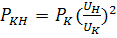 P_KH = P_K(U_H/U_K)²